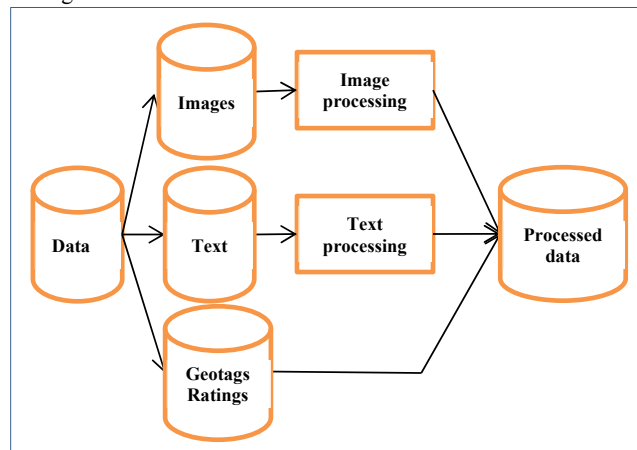 Images
Image
processing
Data
Text
Text
processing
Processed
data
Geotags
Ratings